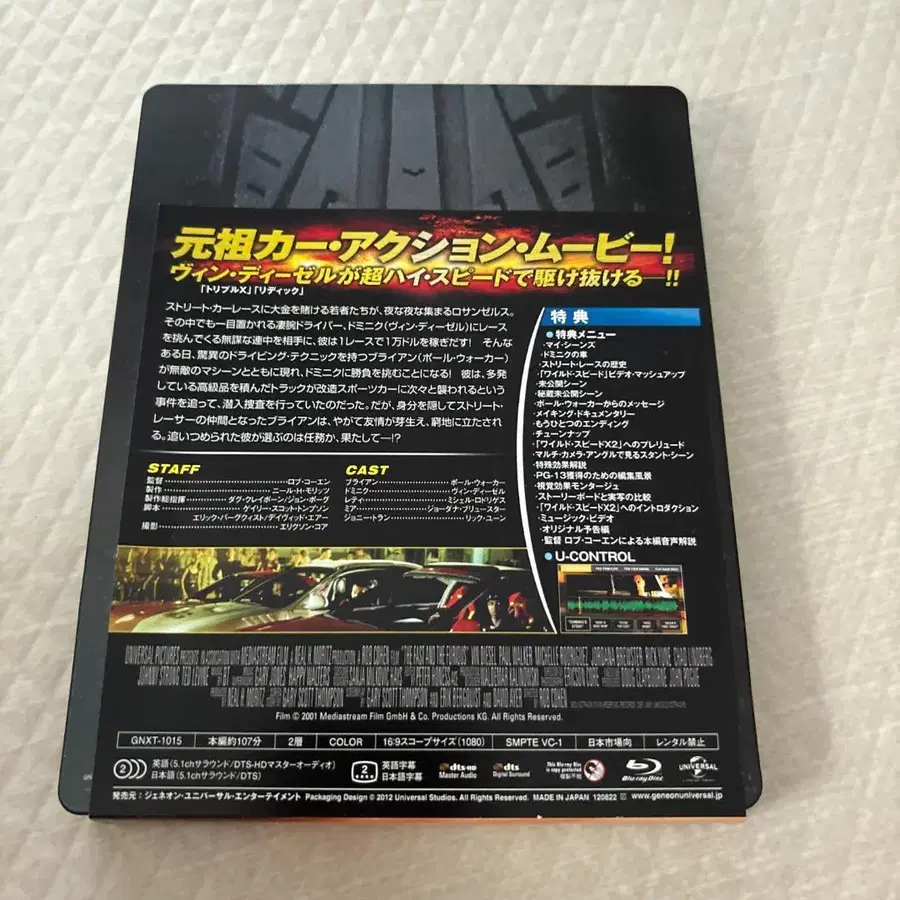 元祖カー・アクション・ムービー!
ヴィン・ディーゼルが超ハイ・スピードで駆け抜ける―!!
「トリプルX」「リディック」
ストリート・カーレースに大金を賭ける若者たちが、夜な夜な集まるロサンゼルス。
その中でも一目置かれる凄腕ドライバー、ドミニク(ヴィン・ディーゼル)にレース
を挑んでくる無謀な連中を相手に、彼は1レースで1万ドルを稼ぎだす! そんな
ある日、驚異のドライビング・テクニックを持つブライアン(ポール・ウォーカー)
が無敵のマシーンとともに現れ、ドミニクに勝負を挑むことになる! 彼は、多発
している高級品を積んだトラックが改造スポーツカーに次々と襲われるという
事件を追って、潜入捜査を行っていたのだった。だが、身分を隠してストリート・
レーサーの仲間となったブライアンは、やがて友情が芽生え、窮地に立たされ
る。追いつめられた彼が選ぶのは任務か、果たして―!?
STAFF
監督 ロブ・コーエン
製作 ニール・H・モリッツ
製作総指揮 ダグ・クレイボーン/ジョン・ポーグ
脚本 ゲイリー・スコット・トンプソン
エリック・バーグクィスト/デイヴィッド・エアー
撮影 エリクソン・コア
CAST
ブライアン ポール・ウォーカー
ドミニク ヴィン・ディーゼル
レティ ミシェル・ロドリゲス
ミア ジョーダナ・ブリュースター
ジョニー・トラン リック・ユーン
特典
●特典メニュー
・マイ・シーンズ
・ドミニクの車
・ストリート・レースの歴史
・「ワイルド・スピード」ビデオ・マッシュアップ
・未公開シーン
・秘蔵未公開シーン
・ポール・ウォーカーからのメッセージ
・メイキング・ドキュメンタリー
・もうひとつのエンディング
・チューンナップ
・「ワイルド・スピードX2」へのプレリュード
・マルチ・カメラ・アングルで見るスタント・シーン
・特殊効果解説
・PG-13獲得のための編集風景
・視覚効果モンタージュ
・ストーリーボードと実写の比較
・「ワイルド・スピードX2」へのイントロダクション
・ミュージック・ビデオ
・オリジナル予告編
・監督 ロブ・コーエンによる本編音声解説
●U-CONTROL
Film © 2001 Mediastream Film GmbH & Co. Productions KG. All Rights Reserved.
GNXT-1015 本編約107分 2層 COLOR 16:9スコープサイズ(1080) SMPTE VC-1 日本市場向 レンタル禁止
2 英語(5.1chサラウンド/DTS-HDマスターオーディオ)
日本語(5.1chサラウンド/DTS)
2 英語字幕
日本語字幕
dts-HD Master Audio
dts Digital Surround
This Blu-ray Disc is copy protected 複製不能
Blu-ray Disc
UNIVERSAL
発売元:ジェネオン・ユニバーサル・エンターテイメント Packaging Design © 2012 Universal Studios. All Rights Reserved. MADE IN JAPAN 120822 www.geneonuniversal.jp